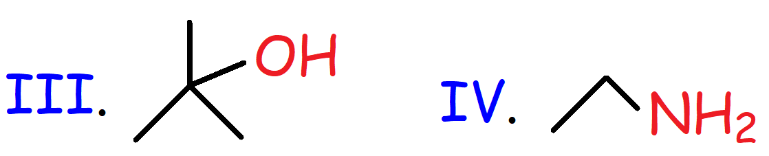 III. OH IV. NH₂